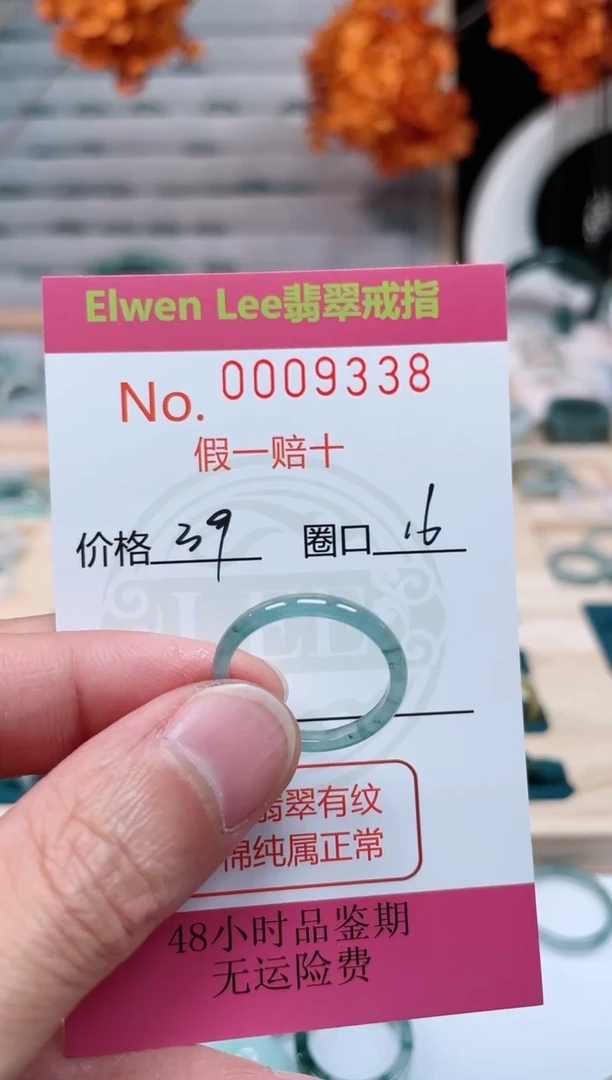 Elwen Lee翡翠戒指
No. 0009338
假一赔十
价格 39 圈口 16
LEE
翡翠有纹
棉纯属正常
48小时品鉴期
无运险费